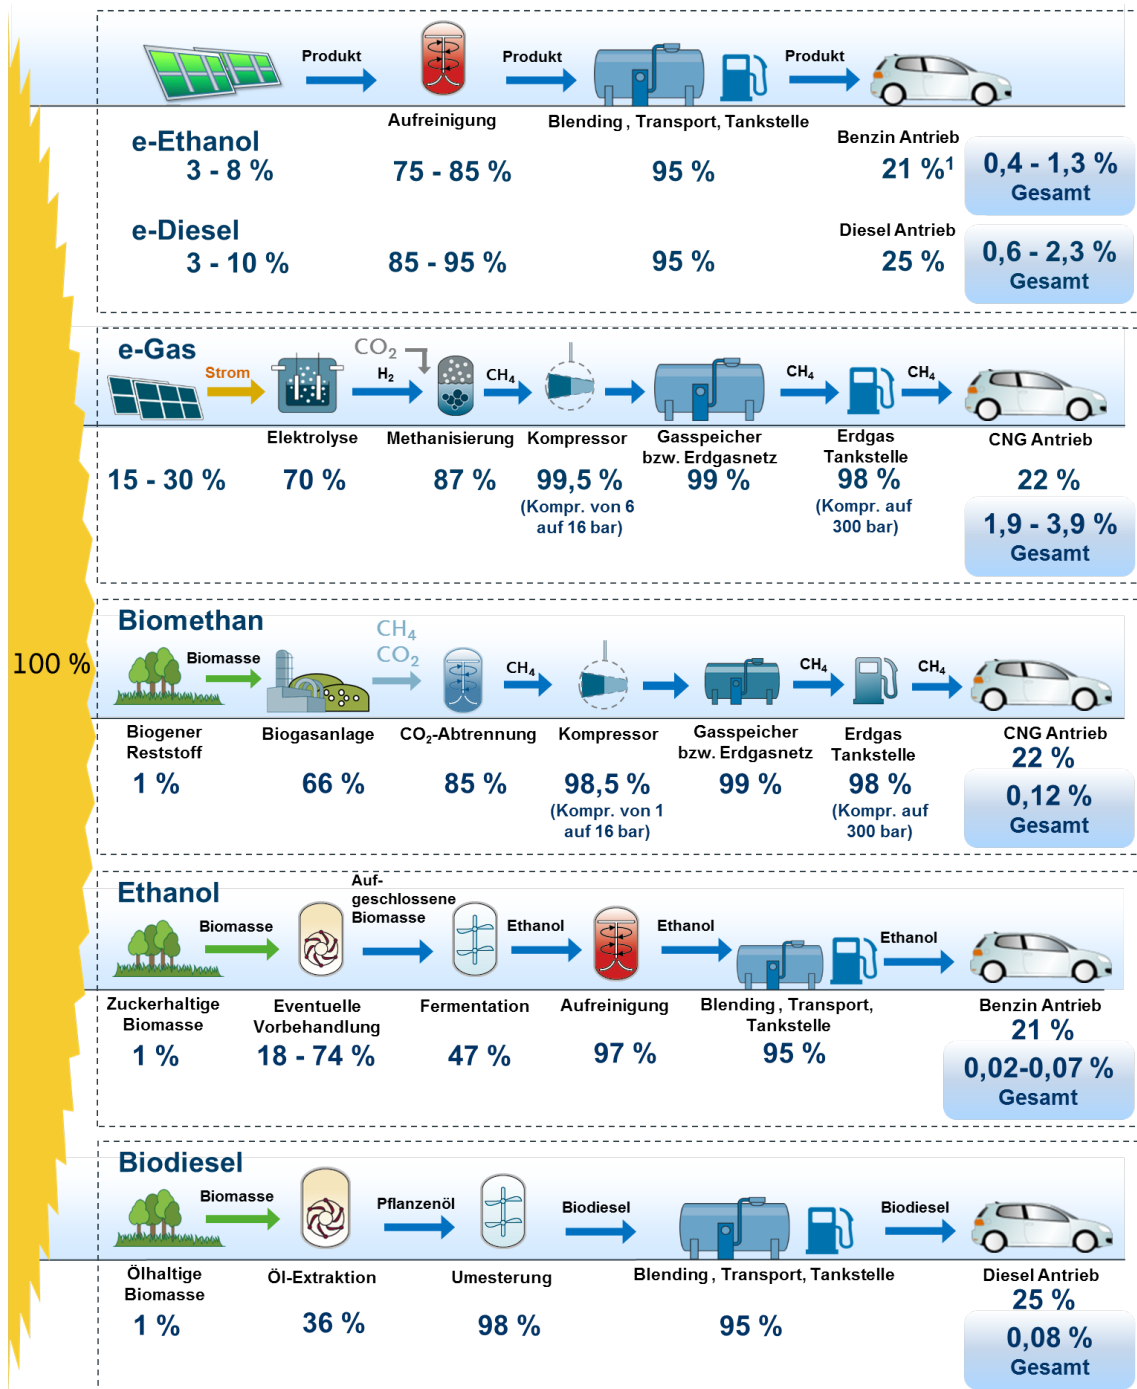 Produkt
Produkt
Produkt
Aufreinigung
Blending , Transport, Tankstelle
Benzin Antrieb
e-Ethanol
3 - 8 %
75 - 85 %
95 %
21 %¹
0,4 - 1,3 %
Gesamt
e-Diesel
Diesel Antrieb
3 - 10 %
85 - 95 %
95 %
25 %
0,6 - 2,3 %
Gesamt
e-Gas
Strom
CO₂
H₂
CH₄
CH₄
CH₄
Elektrolyse
Methanisierung
Kompressor
Gasspeicher
bzw. Erdgasnetz
Erdgas
Tankstelle
CNG Antrieb
15 - 30 %
70 %
87 %
99,5 %
(Kompr. von 6
auf 16 bar)
99 %
98 %
(Kompr. auf
300 bar)
22 %
1,9 - 3,9 %
Gesamt
100 %
Biomethan
Biomasse
CH₄
CO₂
CH₄
CH₄
CH₄
Biogener
Reststoff
Biogasanlage
CO₂-Abtrennung
Kompressor
Gasspeicher
bzw. Erdgasnetz
Erdgas
Tankstelle
CNG Antrieb
1 %
66 %
85 %
98,5 %
(Kompr. von 1
auf 16 bar)
99 %
98 %
(Kompr. auf
300 bar)
22 %
0,12 %
Gesamt
Ethanol
Biomasse
Auf-
geschlossene
Biomasse
Ethanol
Ethanol
Ethanol
Zuckerhaltige
Biomasse
Eventuelle
Vorbehandlung
Fermentation
Aufreinigung
Blending , Transport,
Tankstelle
Benzin Antrieb
1 %
18 - 74 %
47 %
97 %
95 %
21 %
0,02-0,07 %
Gesamt
Biodiesel
Biomasse
Pflanzenöl
Biodiesel
Biodiesel
Ölhaltige
Biomasse
Öl-Extraktion
Umesterung
Blending , Transport, Tankstelle
Diesel Antrieb
1 %
36 %
98 %
95 %
25 %
0,08 %
Gesamt